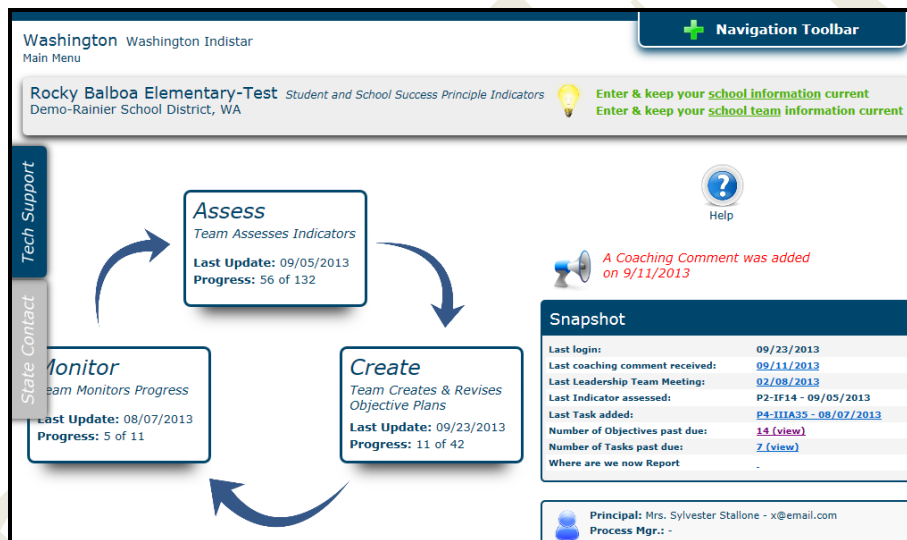 Washington Washington Indistar
Main Menu
Navigation Toolbar
Rocky Balboa Elementary-Test Student and School Success Principle Indicators
Demo-Rainier School District, WA
Enter & keep your school information current
Enter & keep your school team information current
Tech Support
State Contact
Assess
Team Assesses Indicators
Last Update: 09/05/2013
Progress: 56 of 132
Monitor
Team Monitors Progress
Last Update: 08/07/2013
Progress: 5 of 11
Create
Team Creates & Revises
Objective Plans
Last Update: 09/23/2013
Progress: 11 of 42
?
Help
A Coaching Comment was added
on 9/11/2013
Snapshot
Last login: 09/23/2013
Last coaching comment received: 09/11/2013
Last Leadership Team Meeting: 02/08/2013
Last Indicator assessed: P2-IF14 - 09/05/2013
Last Task added: P4-IIIA35 - 08/07/2013
Number of Objectives past due: 14 (view)
Number of Tasks past due: 7 (view)
Where are we now Report -
Principal: Mrs. Sylvester Stallone - x@email.com
Process Mgr.: -